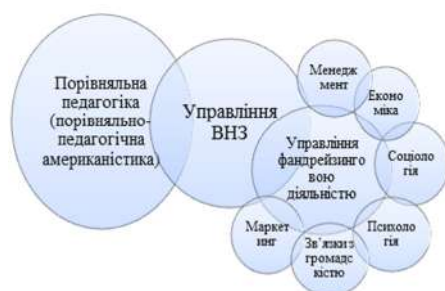 Порівняльна
педагогіка
(порівняльно-
педагогічна
американістика)
Управління
ВНЗ
Управління
фандрейзинго
вою
діяльністю
Менедж
мент
Еконо
міка
Соціоло
гія
Психоло
гія
Зв'язки з
громадс
кістю
Маркет
инг